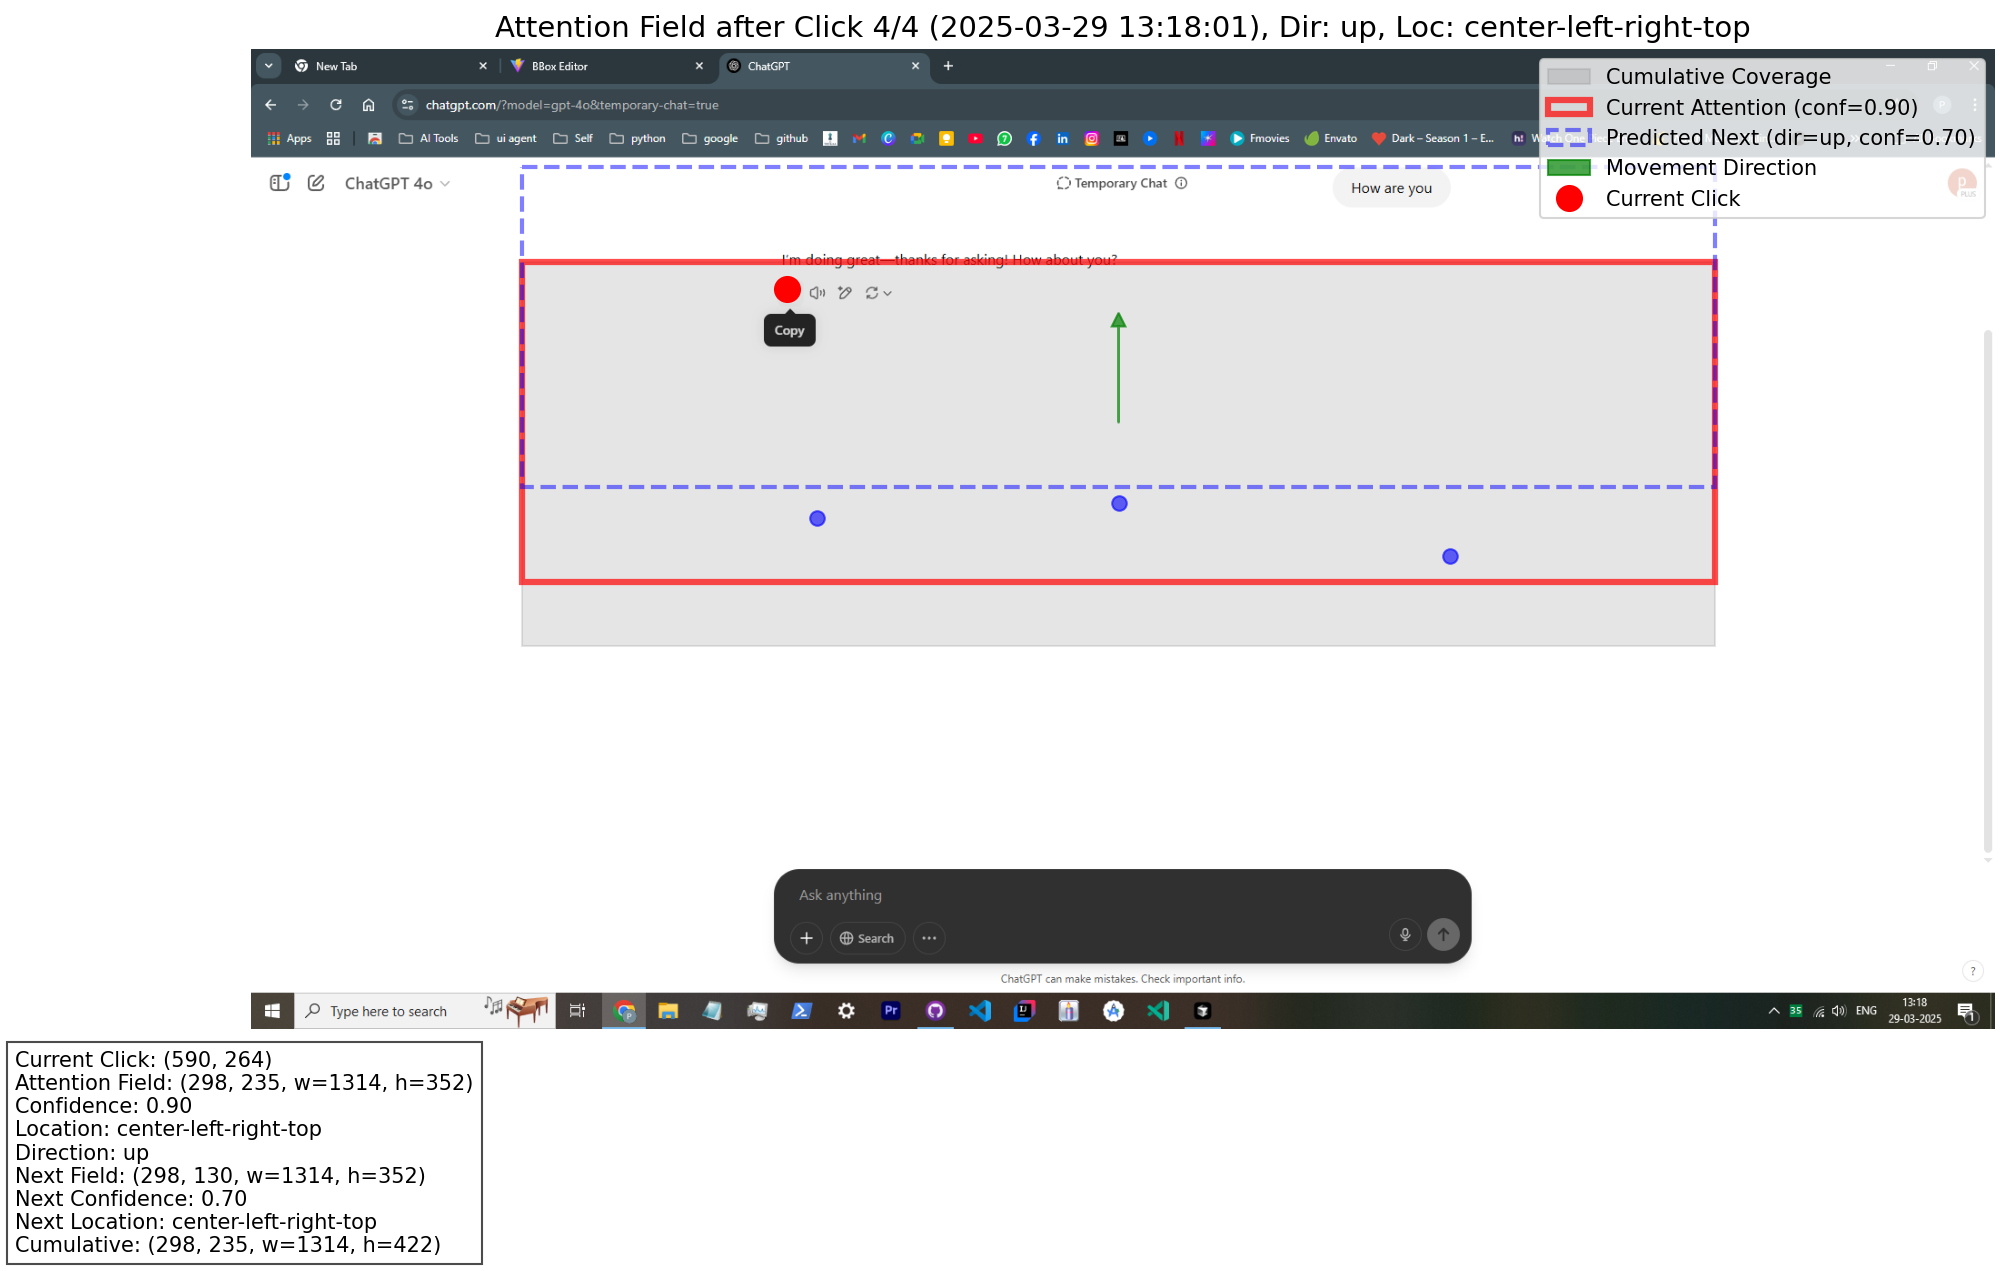 Attention Field after Click 4/4 (2025-03-29 13:18:01), Dir: up, Loc: center-left-right-top
New Tab
BBox Editor
ChatGPT
chatgpt.com/?model=gpt-4o&temporary-chat=true
Apps
AI Tools
ui agent
Self
python
google
github
Fmovies
Envato
Dark – Season 1 – E...
Cumulative Coverage
Current Attention (conf=0.90)
Predicted Next (dir=up, conf=0.70)
Movement Direction
Current Click
ChatGPT 4o
Temporary Chat
How are you
PLUS
I'm doing great—thanks for asking! How about you?
Copy
Ask anything
Search
ChatGPT can make mistakes. Check important info.
?
Type here to search
Pr
35
ENG
13:18
29-03-2025
1
Current Click: (590, 264)
Attention Field: (298, 235, w=1314, h=352)
Confidence: 0.90
Location: center-left-right-top
Direction: up
Next Field: (298, 130, w=1314, h=352)
Next Confidence: 0.70
Next Location: center-left-right-top
Cumulative: (298, 235, w=1314, h=422)